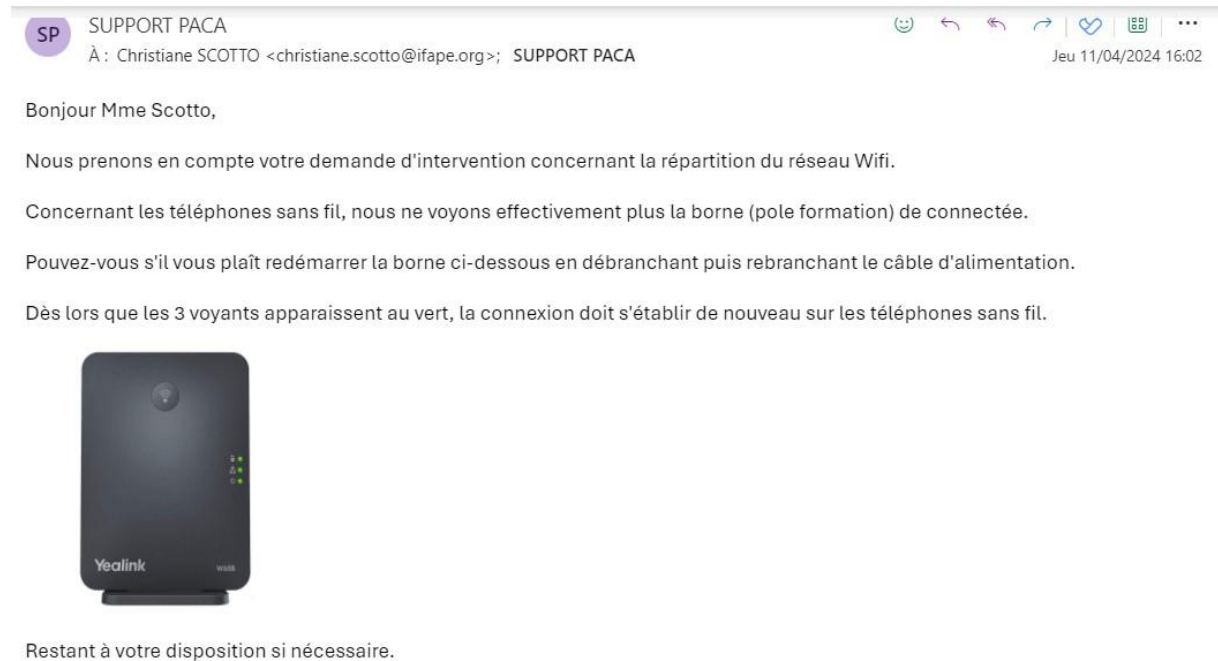 SP
SUPPORT PACA
À : Christiane SCOTTO <christiane.scotto@ifape.org>; SUPPORT PACA
Jeu 11/04/2024 16:02
Bonjour Mme Scotto,
Nous prenons en compte votre demande d'intervention concernant la répartition du réseau Wifi.
Concernant les téléphones sans fil, nous ne voyons effectivement plus la borne (pole formation) de connectée.
Pouvez-vous s'il vous plaît redémarrer la borne ci-dessous en débranchant puis rebranchant le câble d'alimentation.
Dès lors que les 3 voyants apparaissent au vert, la connexion doit s'établir de nouveau sur les téléphones sans fil.
Yealink
Restant à votre disposition si nécessaire.